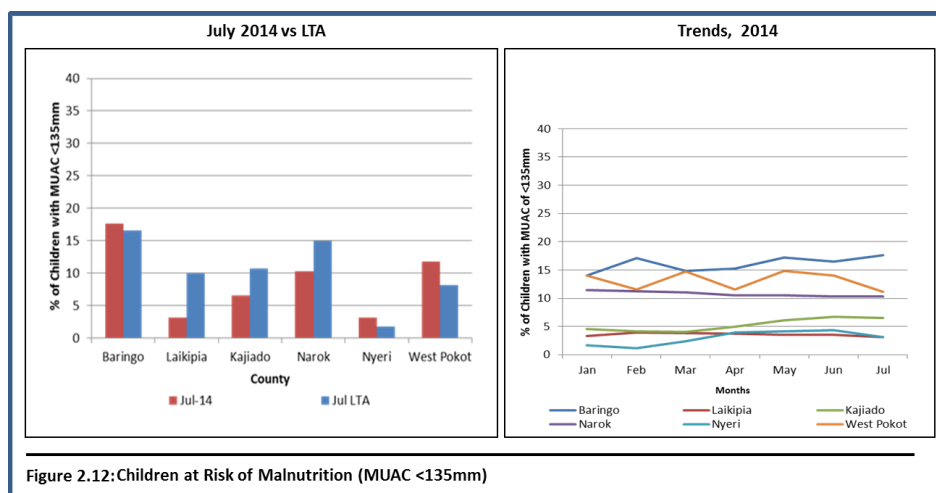 July 2014 vs LTA
% of Children with MUAC <135mm
40
35
30
25
20
15
10
5
0
Baringo Laikipia Kajiado Narok Nyeri West Pokot
County
Jul-14 Jul LTA
Trends, 2014
% of Children with MUAC of <135mm
40
35
30
25
20
15
10
5
0
Jan Feb Mar Apr May Jun Jul
Months
Baringo Laikipia Kajiado
Narok Nyeri West Pokot
Figure 2.12: Children at Risk of Malnutrition (MUAC <135mm)